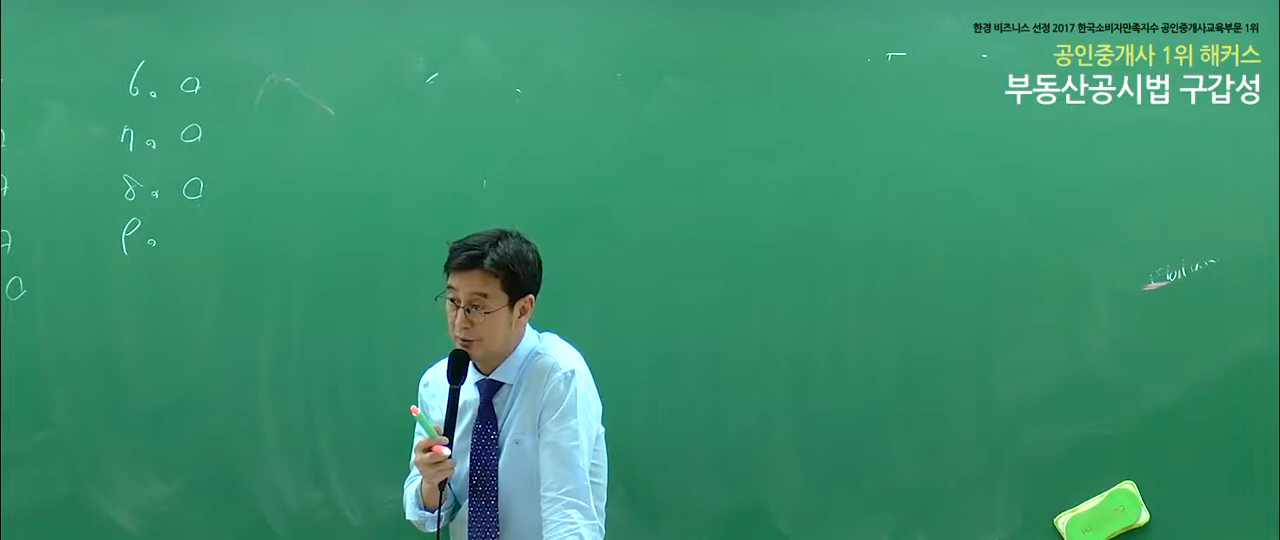 한경 비즈니스 선정 2017 한국소비자만족지수 공인중개사교육부문 1위
공인중개사 1위 해커스
부동산공시법 구갑성
6. a
7. a
8. a
9.
a